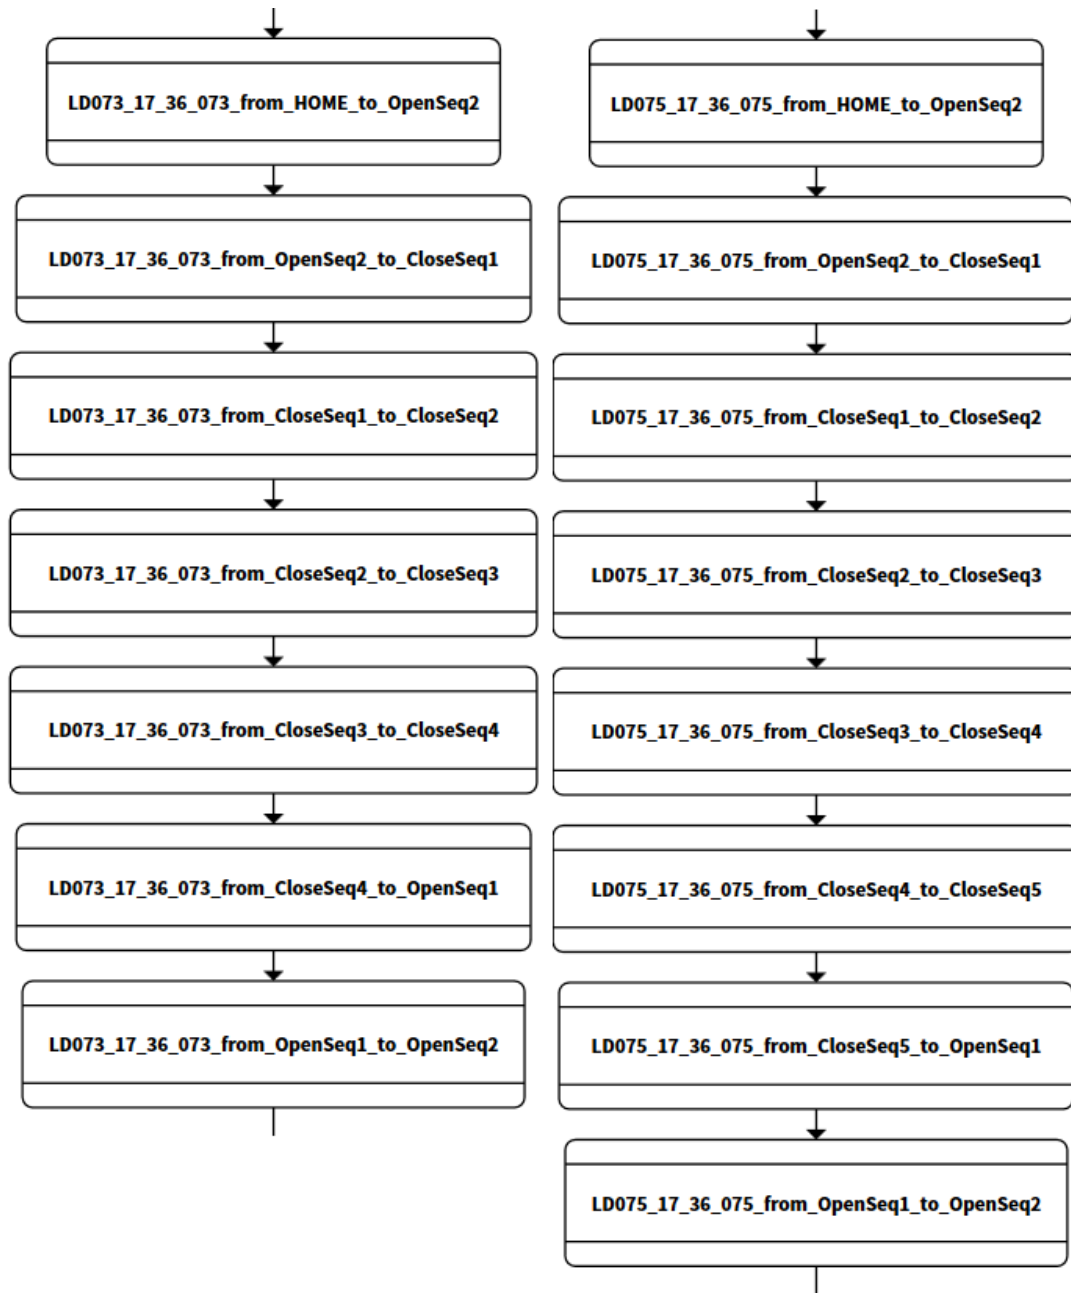 LD073_17_36_073_from_HOME_to_OpenSeq2
LD073_17_36_073_from_OpenSeq2_to_CloseSeq1
LD073_17_36_073_from_CloseSeq1_to_CloseSeq2
LD073_17_36_073_from_CloseSeq2_to_CloseSeq3
LD073_17_36_073_from_CloseSeq3_to_CloseSeq4
LD073_17_36_073_from_CloseSeq4_to_OpenSeq1
LD073_17_36_073_from_OpenSeq1_to_OpenSeq2
LD075_17_36_075_from_HOME_to_OpenSeq2
LD075_17_36_075_from_OpenSeq2_to_CloseSeq1
LD075_17_36_075_from_CloseSeq1_to_CloseSeq2
LD075_17_36_075_from_CloseSeq2_to_CloseSeq3
LD075_17_36_075_from_CloseSeq3_to_CloseSeq4
LD075_17_36_075_from_CloseSeq4_to_CloseSeq5
LD075_17_36_075_from_CloseSeq5_to_OpenSeq1
LD075_17_36_075_from_OpenSeq1_to_OpenSeq2